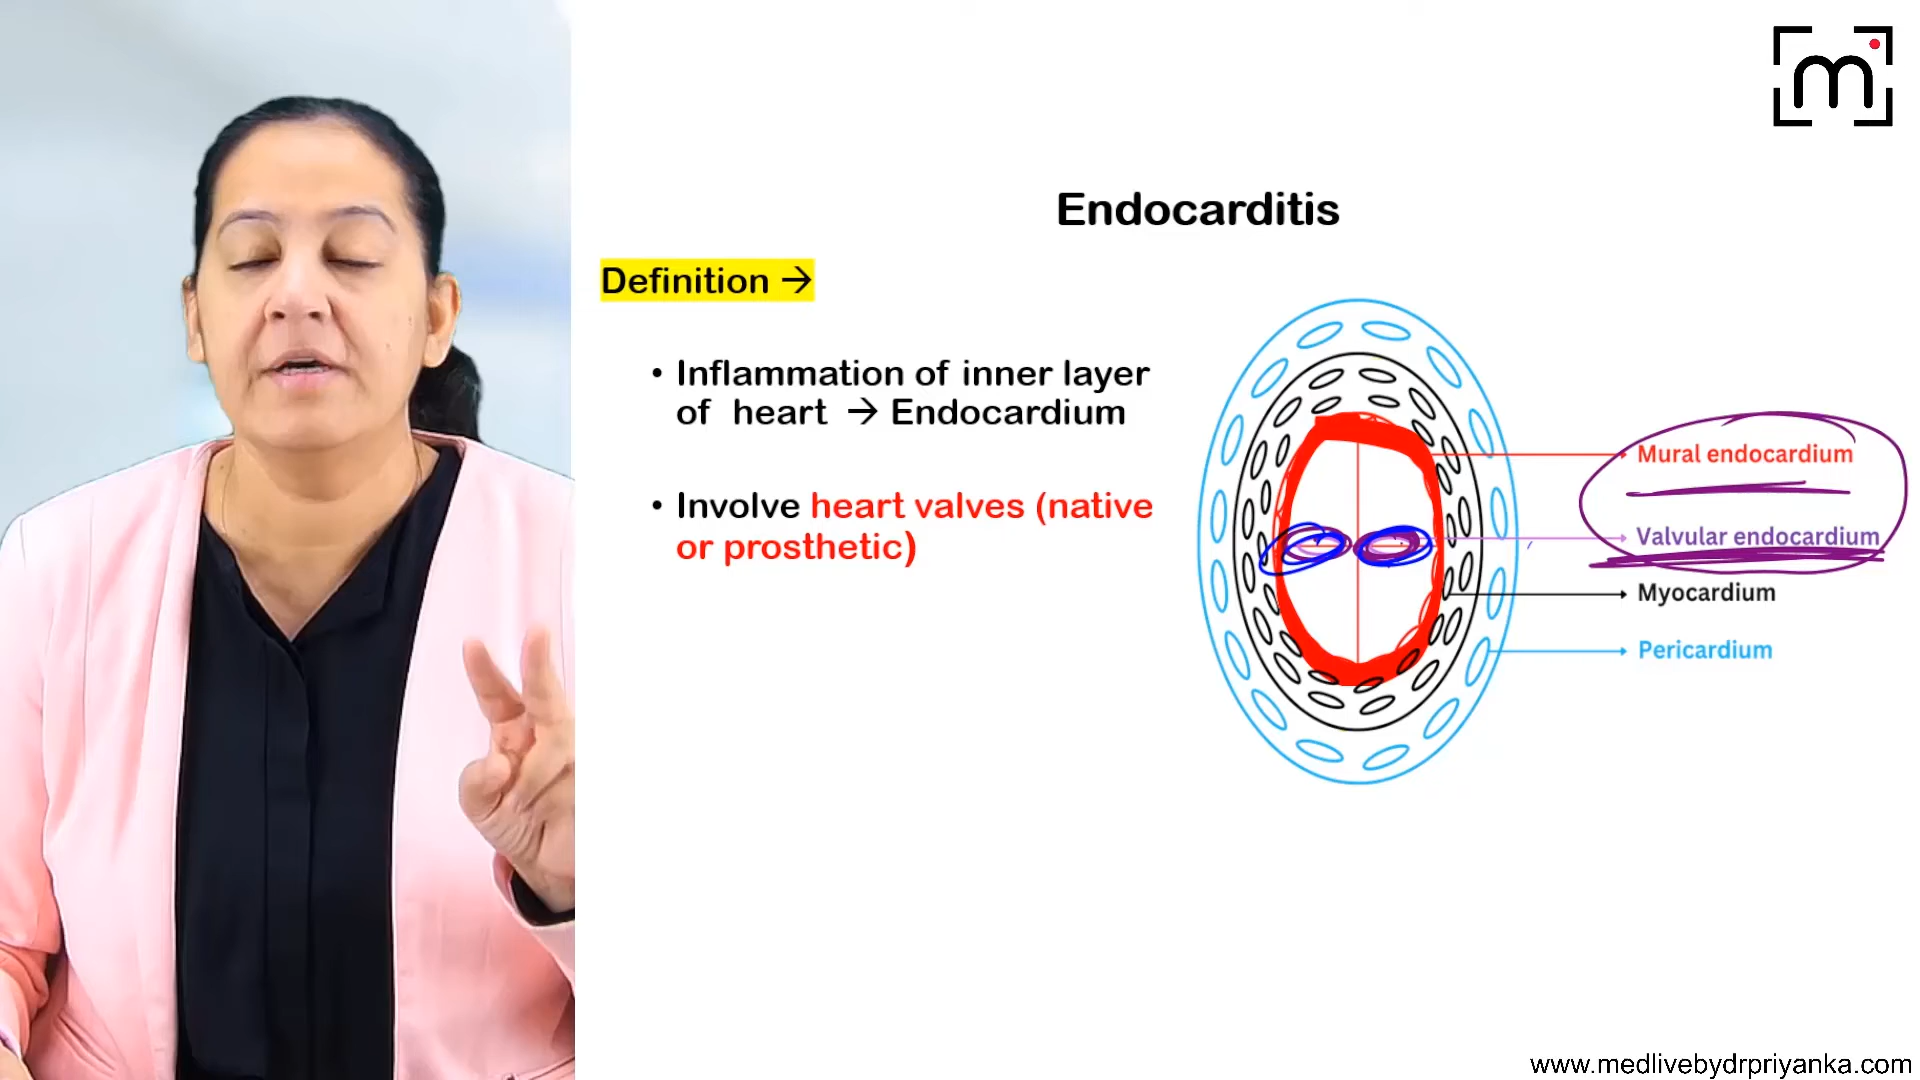 m
Endocarditis
Definition →
• Inflammation of inner layer
of heart → Endocardium
• Involve heart valves (native
or prosthetic)
Mural endocardium
Valvular endocardium
Myocardium
Pericardium
www.medlivebydrpriyanka.com